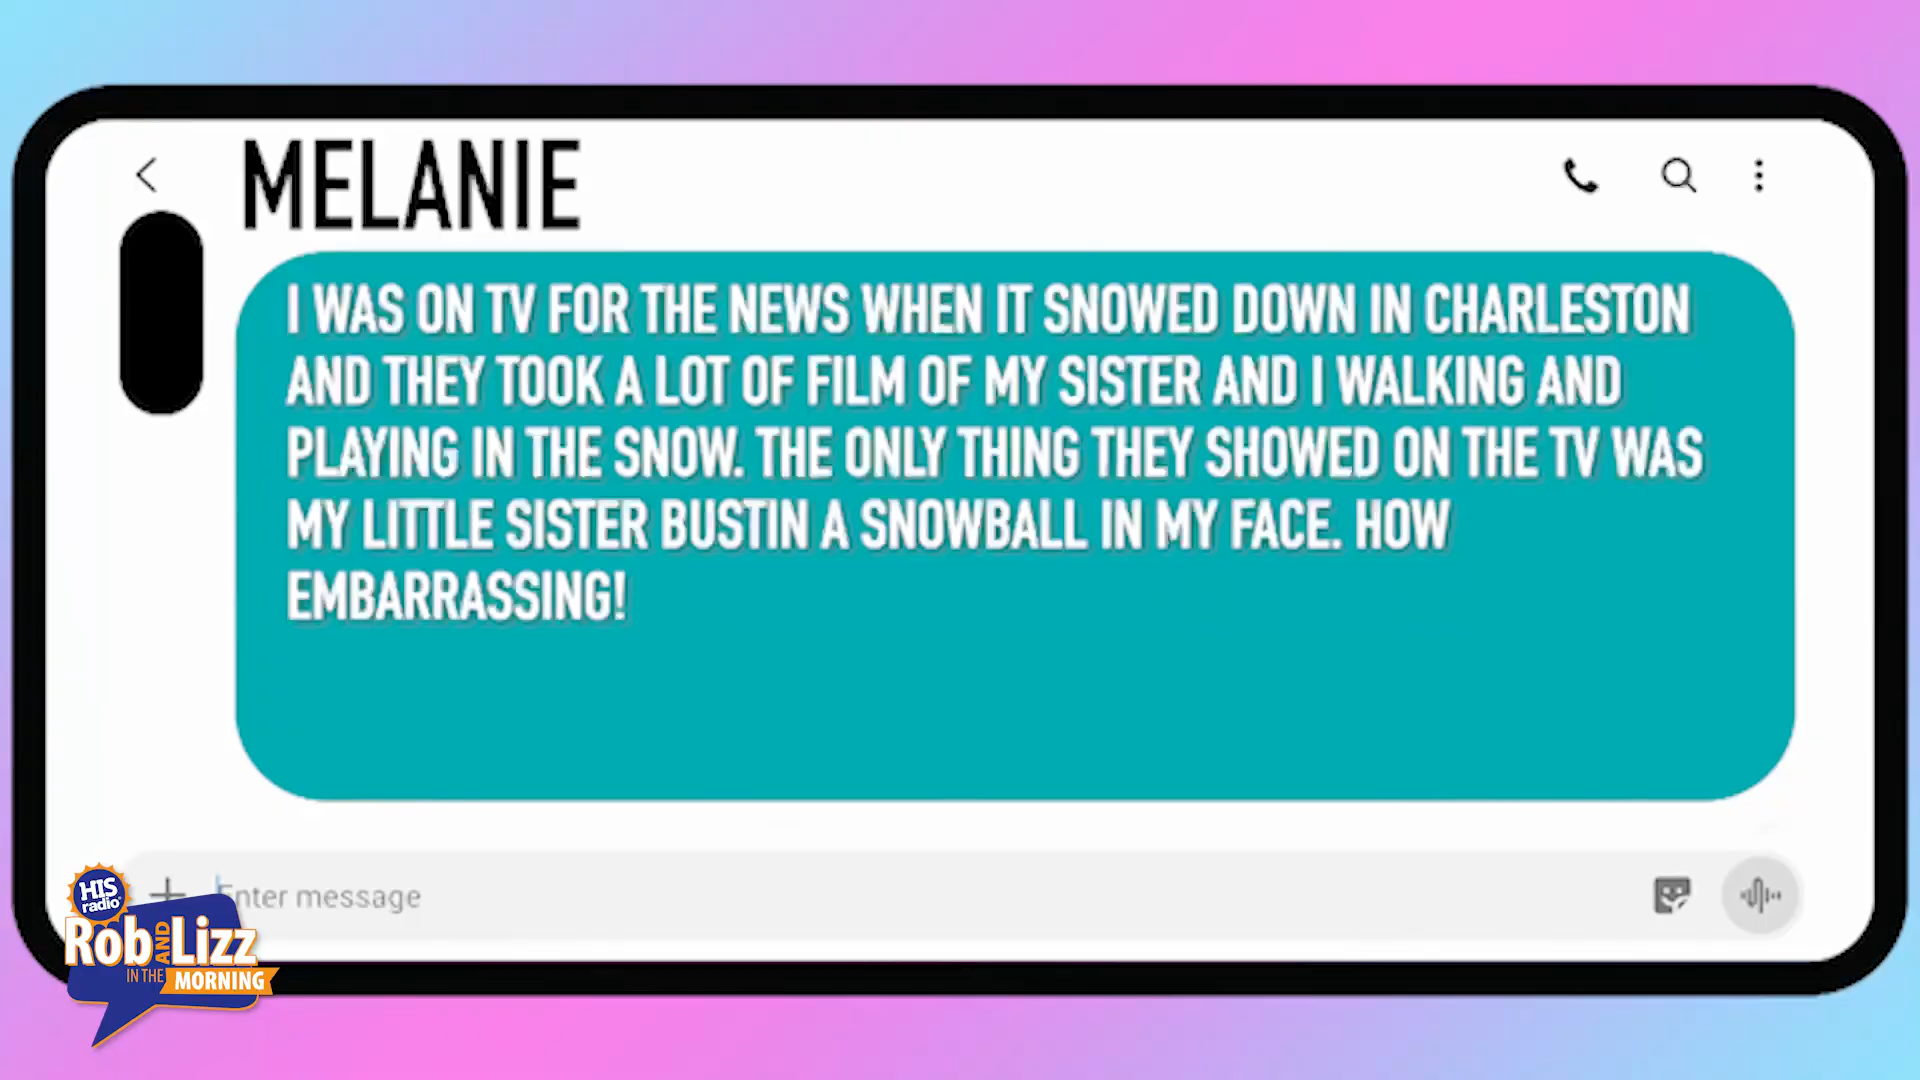 MELANIE
I WAS ON TV FOR THE NEWS WHEN IT SNOWED DOWN IN CHARLESTON
AND THEY TOOK A LOT OF FILM OF MY SISTER AND I WALKING AND
PLAYING IN THE SNOW. THE ONLY THING THEY SHOWED ON THE TV WAS
MY LITTLE SISTER BUSTIN A SNOWBALL IN MY FACE. HOW
EMBARRASSING!
Enter message
HIS
radio
Rob AND Lizz
IN THE MORNING